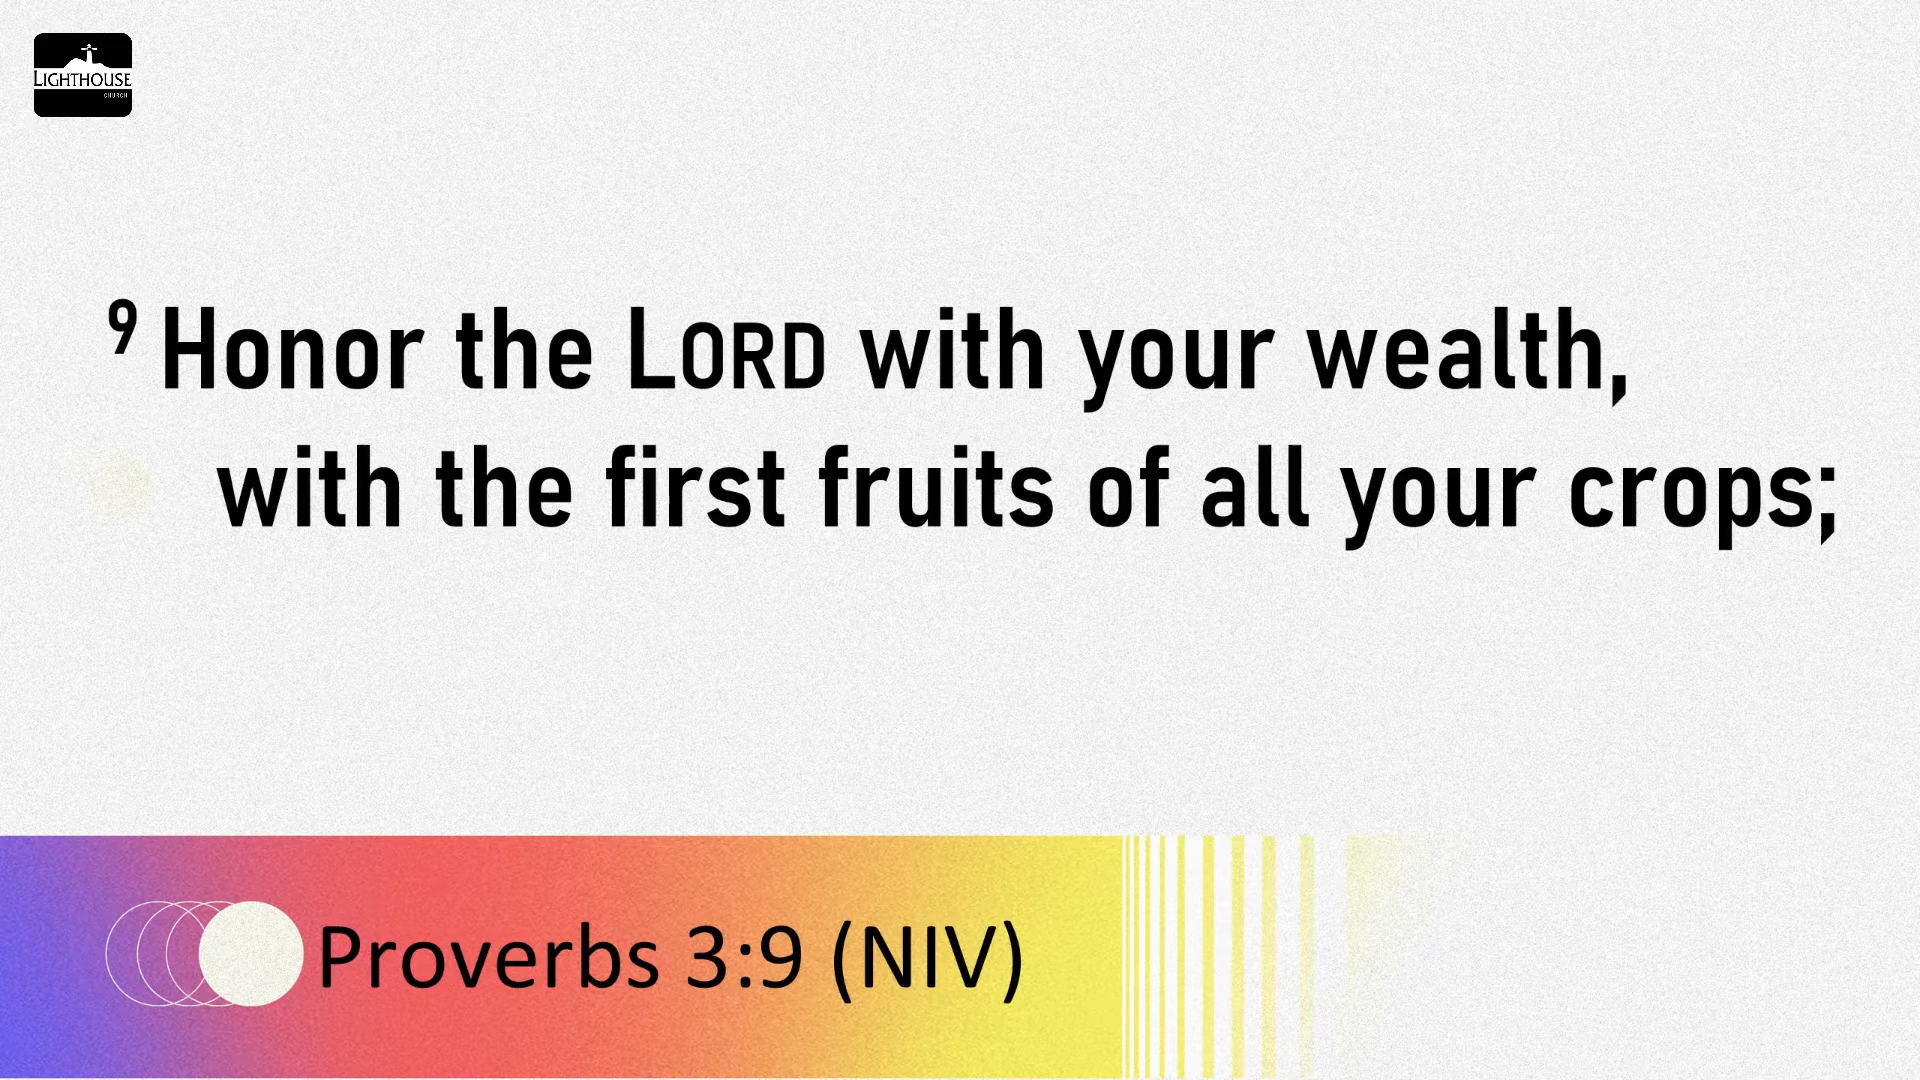 LIGHTHOUSE
CHURCH
9 Honor the LORD with your wealth,
with the first fruits of all your crops;
Proverbs 3:9 (NIV)